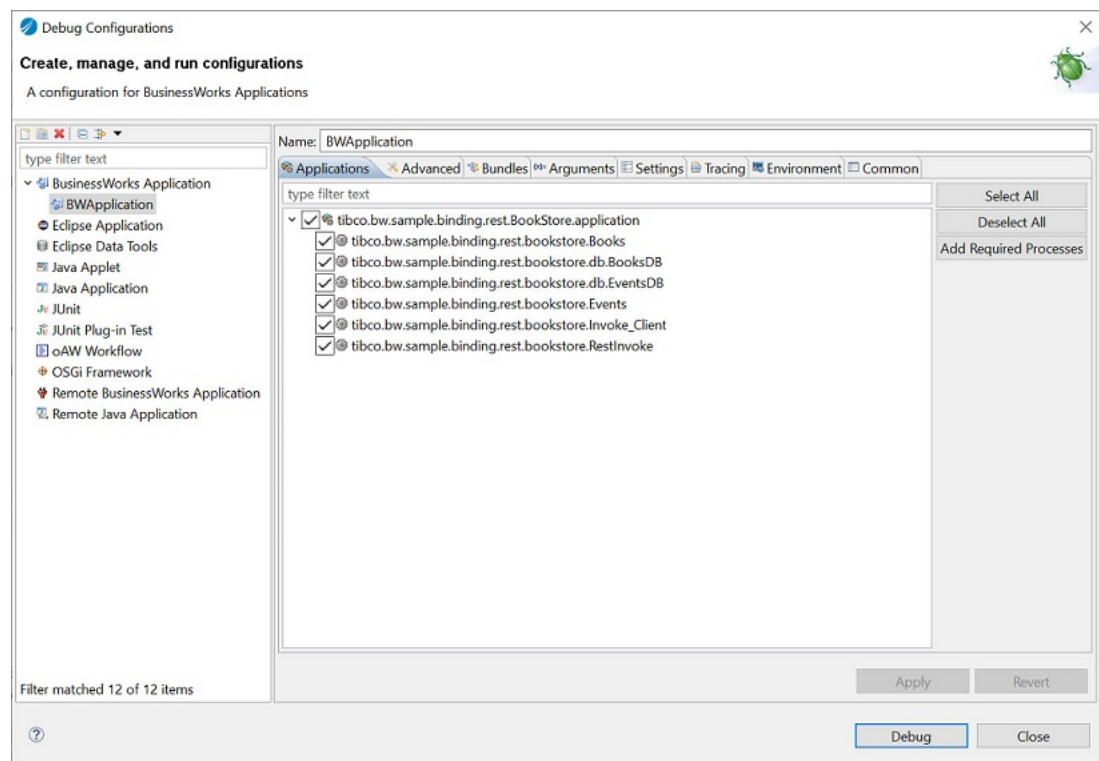 Debug Configurations
Create, manage, and run configurations
A configuration for BusinessWorks Applications
type filter text
BusinessWorks Application
BWApplication
Eclipse Application
Eclipse Data Tools
Java Applet
Java Application
JUnit
JUnit Plug-in Test
oAW Workflow
OSGi Framework
Remote BusinessWorks Application
Remote Java Application
Filter matched 12 of 12 items
Name: BWApplication
Applications Advanced Bundles Arguments Settings Tracing Environment Common
type filter text
tibco.bw.sample.binding.rest.BookStore.application
tibco.bw.sample.binding.rest.bookstore.Books
tibco.bw.sample.binding.rest.bookstore.db.BooksDB
tibco.bw.sample.binding.rest.bookstore.db.EventsDB
tibco.bw.sample.binding.rest.bookstore.Events
tibco.bw.sample.binding.rest.bookstore.Invoke_Client
tibco.bw.sample.binding.rest.bookstore.RestInvoke
Select All
Deselect All
Add Required Processes
Apply Revert
Debug Close